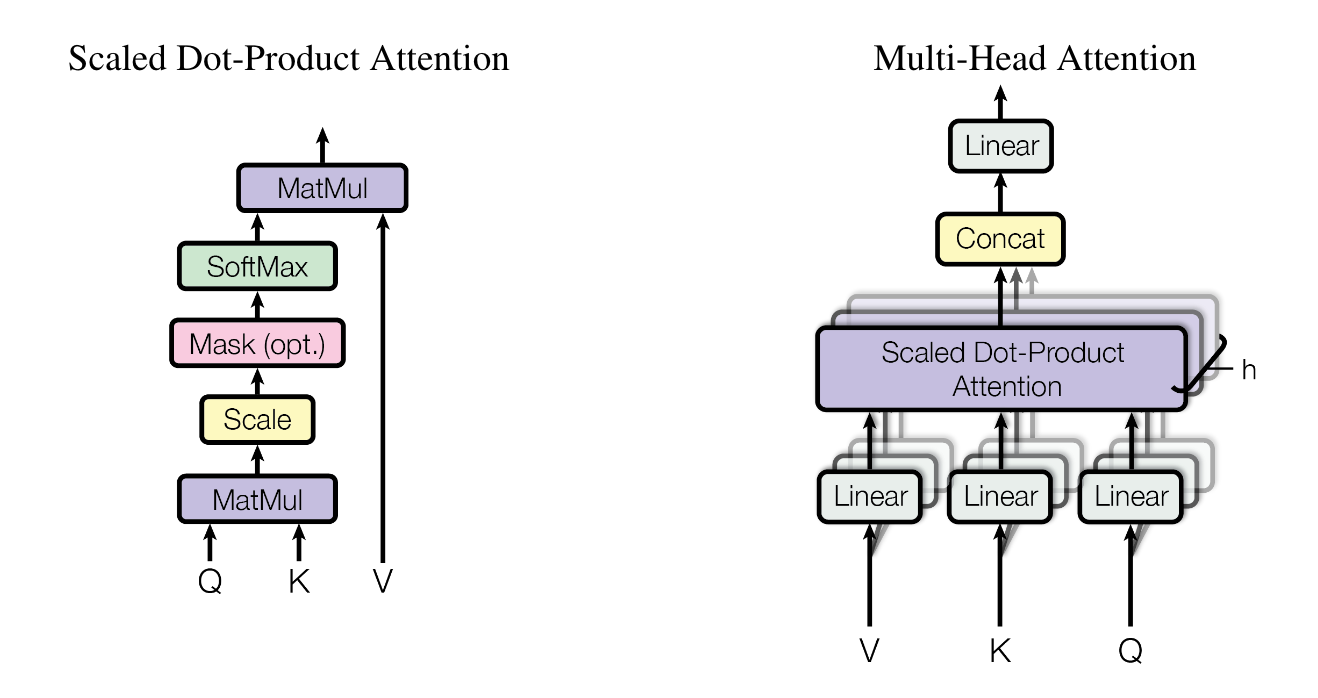 Scaled Dot-Product Attention
MatMul
SoftMax
Mask (opt.)
Scale
MatMul
Q K V
Multi-Head Attention
Linear
Concat
Scaled Dot-Product
Attention
h
Linear Linear Linear
V K Q